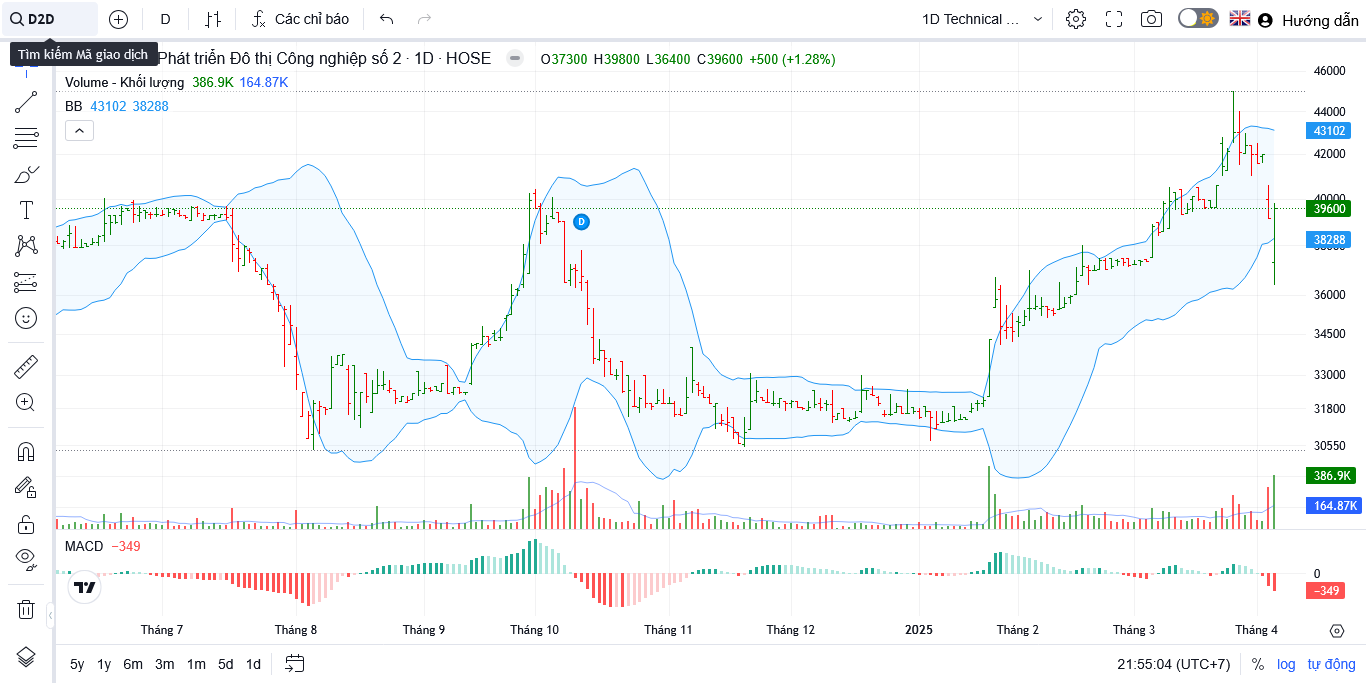 D2D D Các chỉ báo 1D Technical ... Hướng dẫn
Tìm kiếm Mã giao dịch
Phát triển Đô thị Công nghiệp số 2 · 1D · HOSE O37300 H39800 L36400 C39600 +500 (+1.28%)
Volume - Khối lượng 386.9K 164.87K
BB 43102 38288
46000
44000
43102
42000
40000
39600
38288
38000
36000
34500
33000
31800
30550
386.9K
164.87K
D
MACD −349
0
−349
Tháng 7 Tháng 8 Tháng 9 Tháng 10 Tháng 11 Tháng 12 2025 Tháng 2 Tháng 3 Tháng 4
5y 1y 6m 3m 1m 5d 1d 21:55:04 (UTC+7) % log tự động